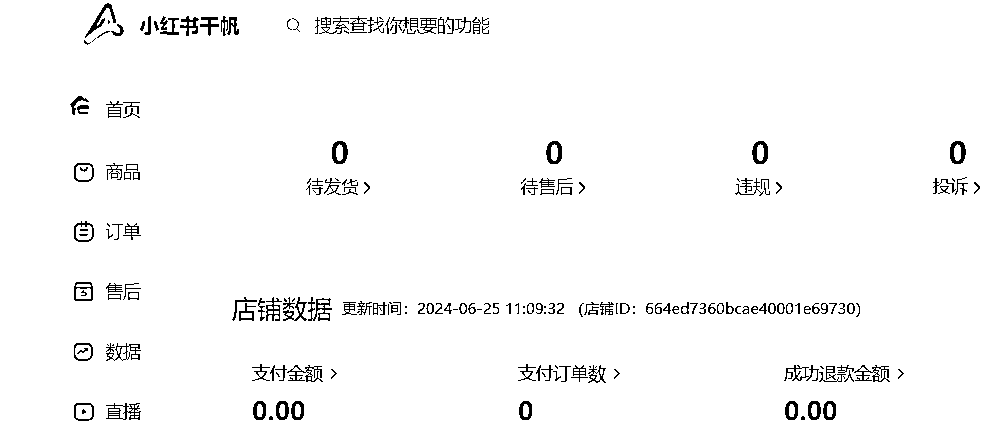 小红书千帆 搜索查找你想要的功能
首页
0 0 0 0
待发货 待售后 违规 投诉
商品
订单
售后
店铺数据 更新时间：2024-06-25 11:09:32 (店铺ID：664ed7360bcae40001e69730)
数据
支付金额 支付订单数 成功退款金额
直播
0.00 0 0.00